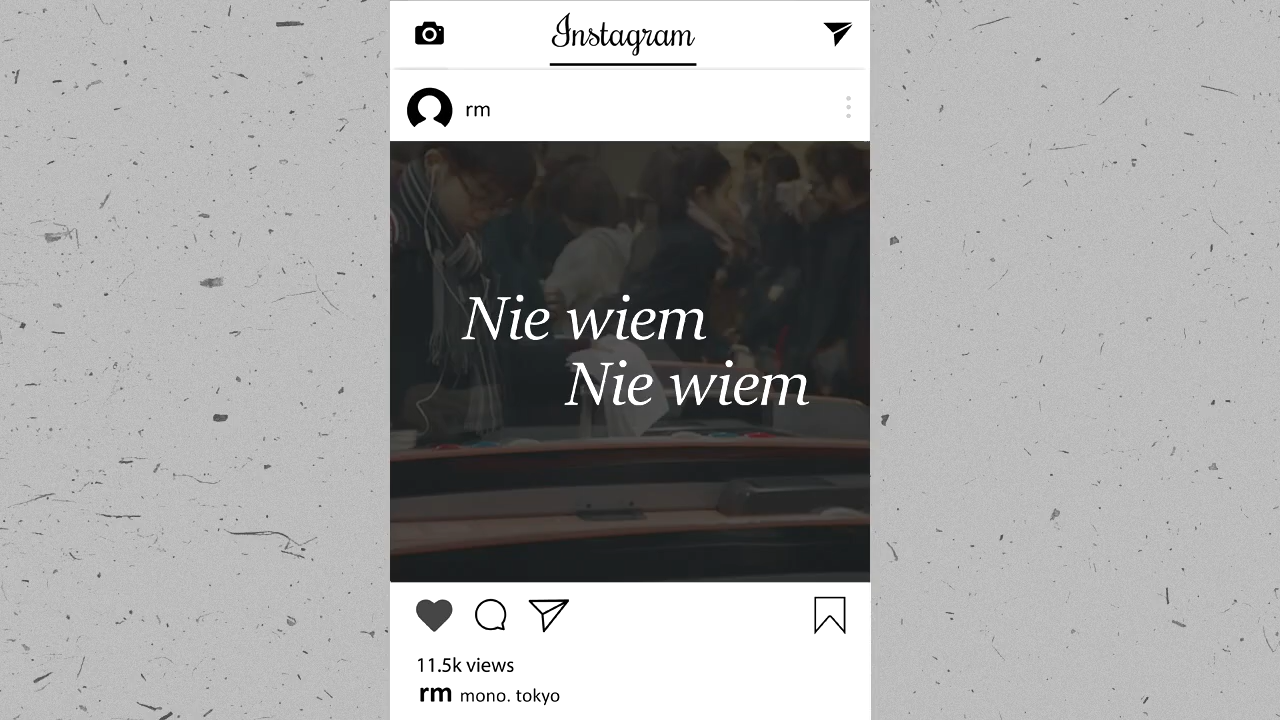 Instagram
rm
Nie wiem
Nie wiem
11.5k views
rm mono. tokyo